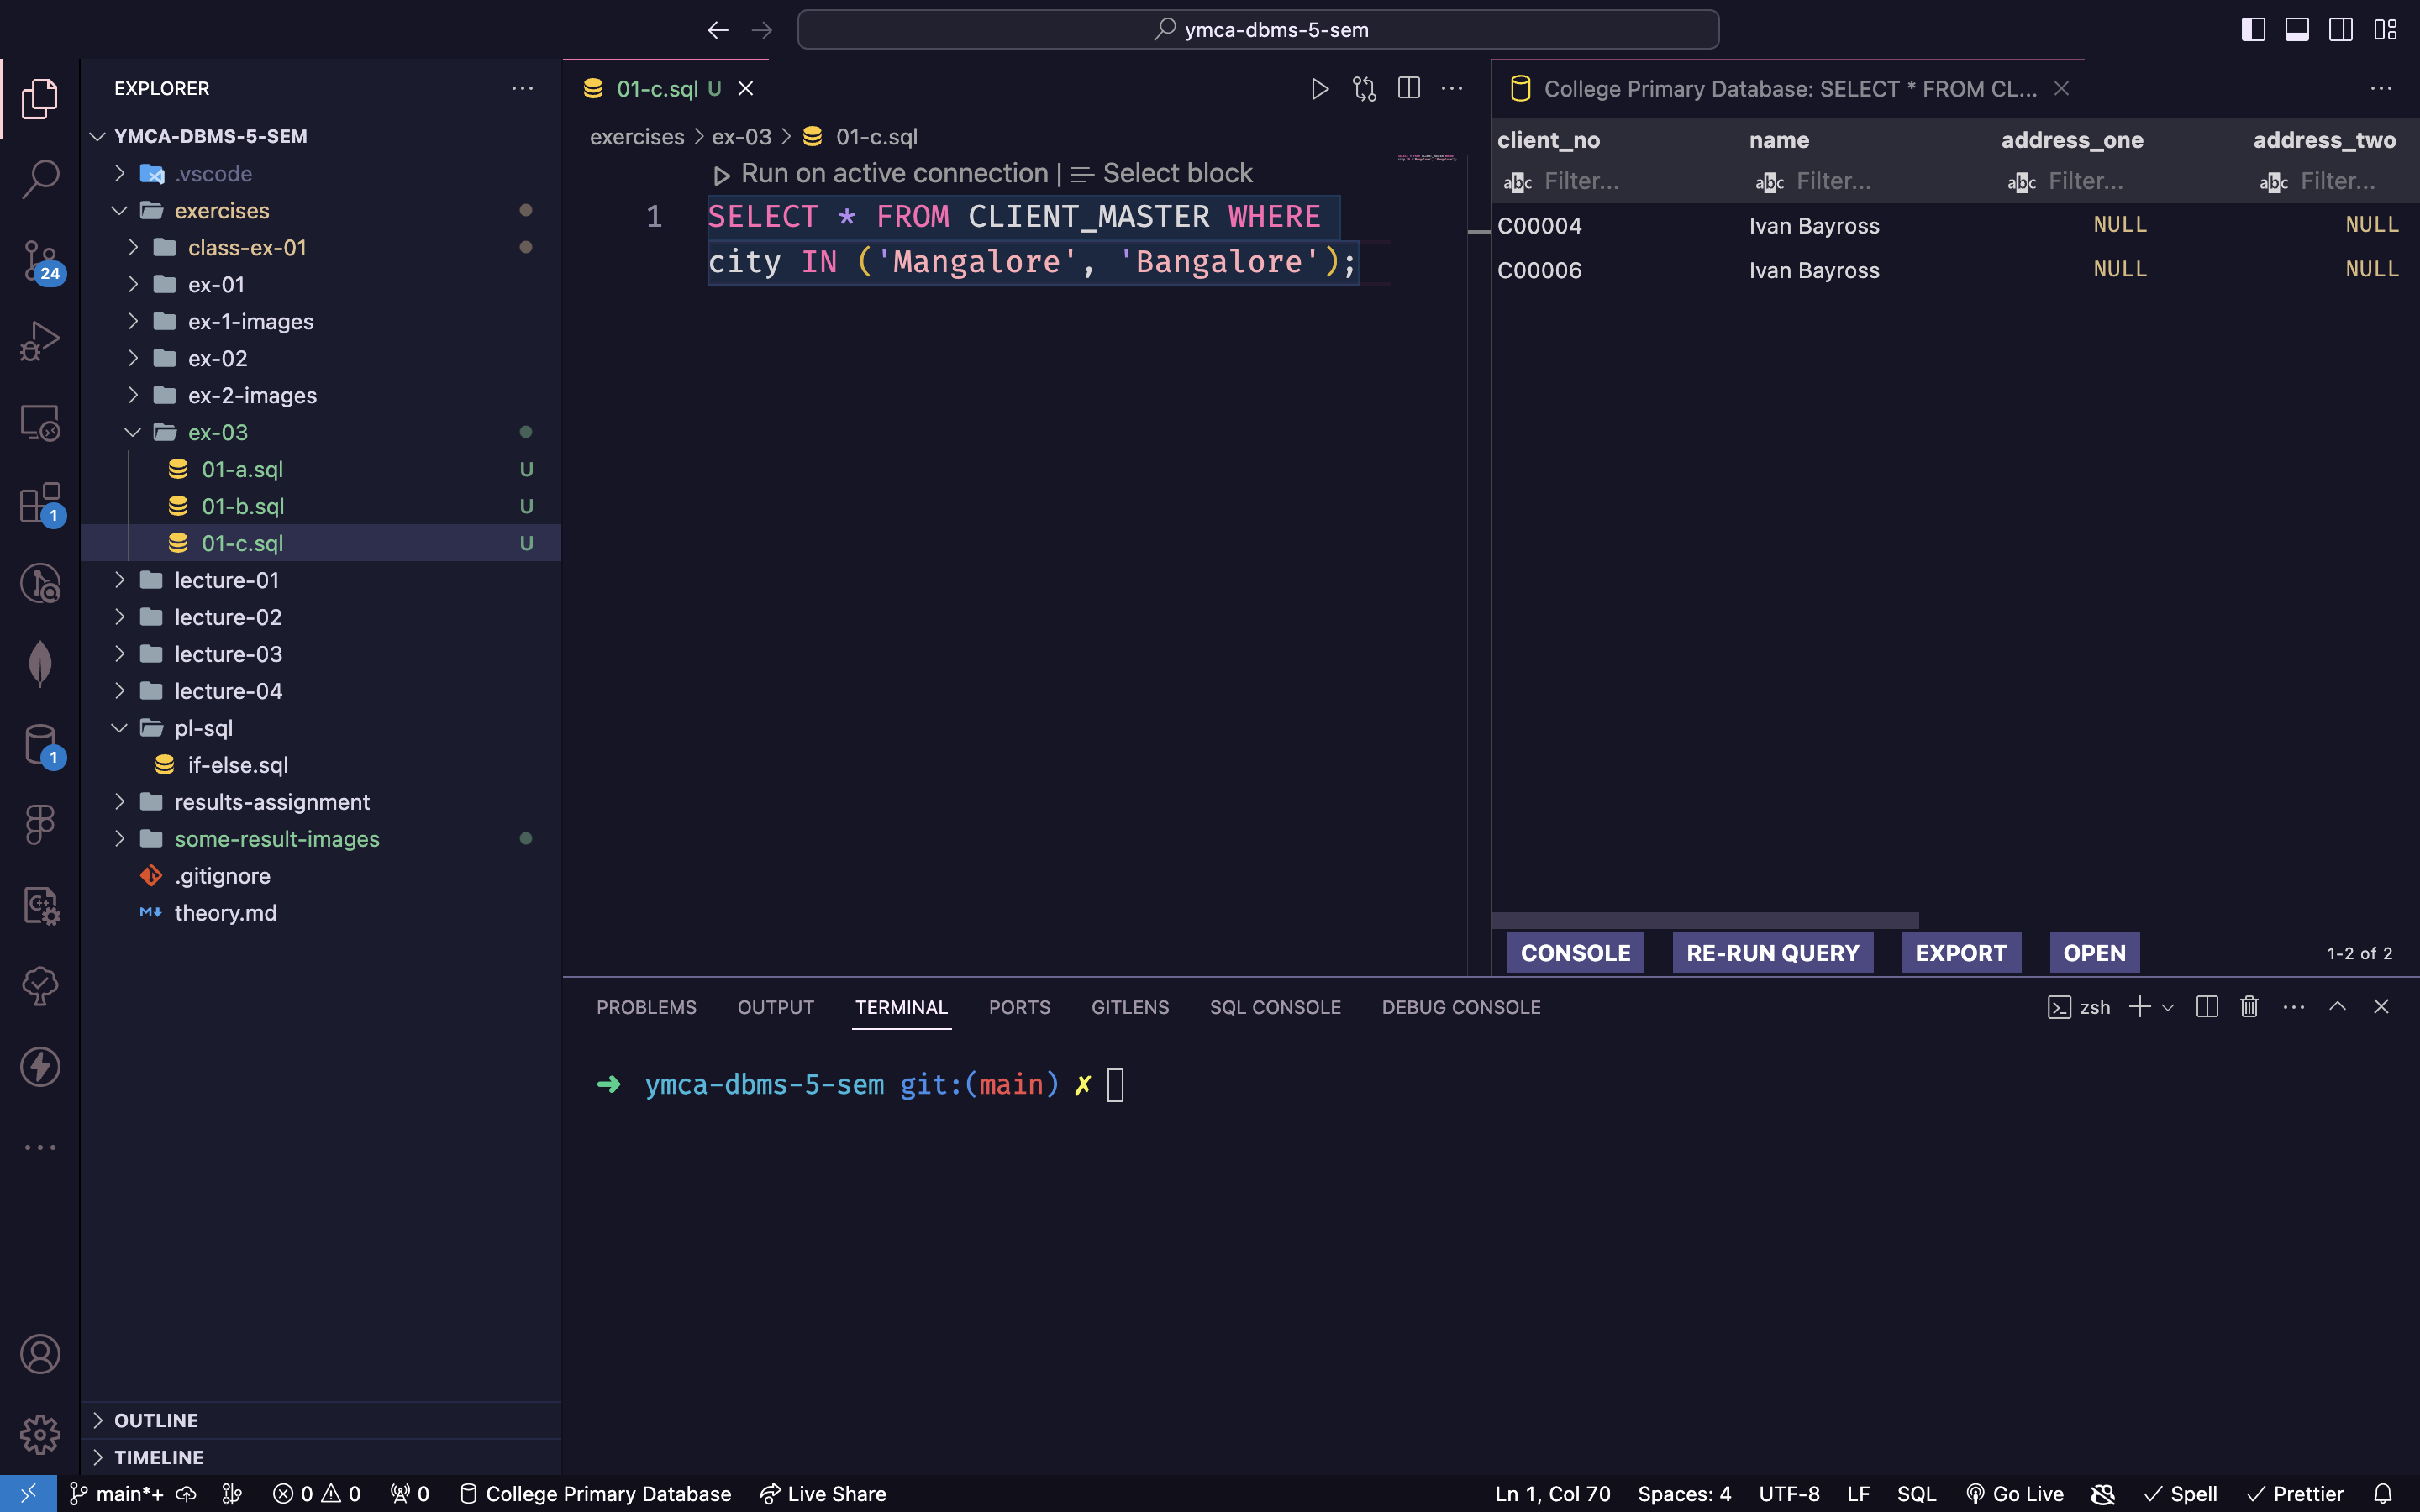 ymca-dbms-5-sem
EXPLORER
YMCA-DBMS-5-SEM
.vscode
exercises
class-ex-01
ex-01
ex-1-images
ex-02
ex-2-images
ex-03
01-a.sql U
01-b.sql U
01-c.sql U
lecture-01
lecture-02
lecture-03
lecture-04
pl-sql
if-else.sql
results-assignment
some-result-images
.gitignore
theory.md
OUTLINE
TIMELINE
24
1
1
01-c.sql U
exercises > ex-03 > 01-c.sql
Run on active connection | Select block
1 SELECT * FROM CLIENT_MASTER WHERE
city IN ('Mangalore', 'Bangalore');
College Primary Database: SELECT * FROM CL...
client_no name address_one address_two
abc Filter... abc Filter... abc Filter... abc Filter...
C00004 Ivan Bayross NULL NULL
C00006 Ivan Bayross NULL NULL
CONSOLE RE-RUN QUERY EXPORT OPEN 1-2 of 2
PROBLEMS OUTPUT TERMINAL PORTS GITLENS SQL CONSOLE DEBUG CONSOLE zsh
➜ ymca-dbms-5-sem git:(main) ✗
main*+ 0 0 0 College Primary Database Live Share Ln 1, Col 70 Spaces: 4 UTF-8 LF SQL Go Live Spell Prettier